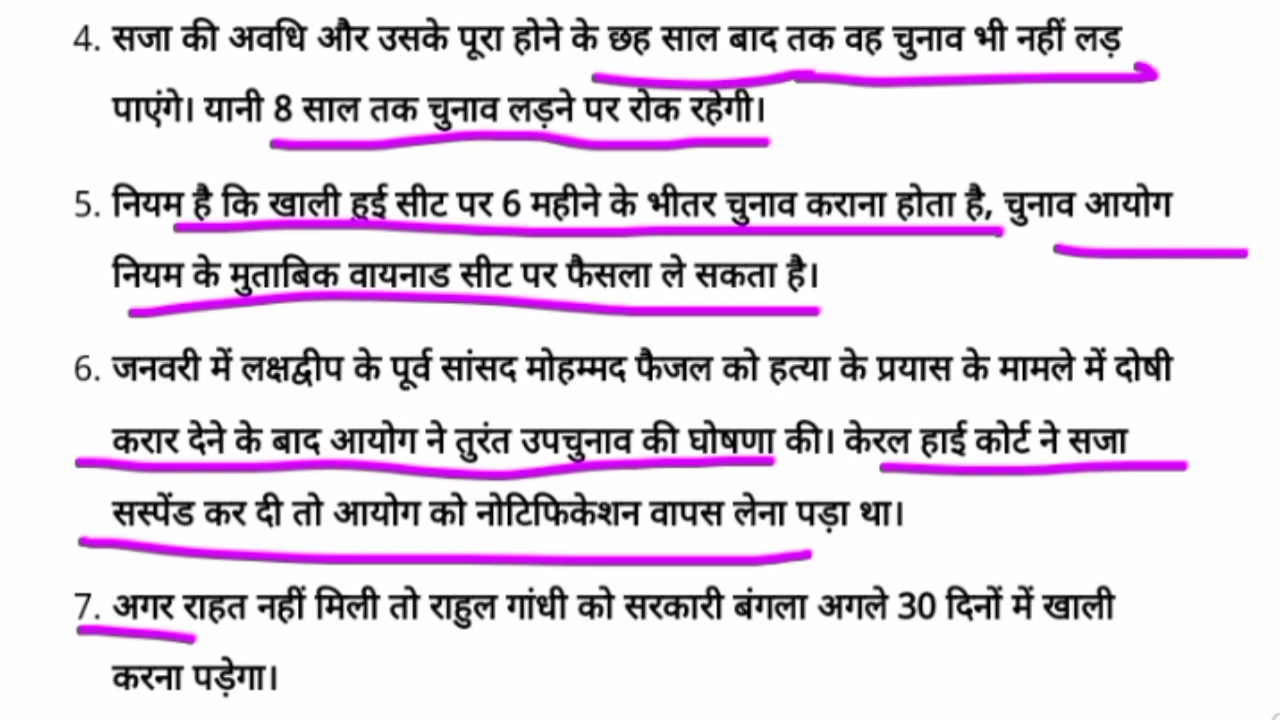 4. सजा की अवधि और उसके पूरा होने के छह साल बाद तक वह चुनाव भी नहीं लड़
पाएंगे। यानी 8 साल तक चुनाव लड़ने पर रोक रहेगी।
5. नियम है कि खाली हुई सीट पर 6 महीने के भीतर चुनाव कराना होता है, चुनाव आयोग
नियम के मुताबिक वायनाड सीट पर फैसला ले सकता है।
6. जनवरी में लक्षद्वीप के पूर्व सांसद मोहम्मद फैजल को हत्या के प्रयास के मामले में दोषी
करार देने के बाद आयोग ने तुरंत उपचुनाव की घोषणा की। केरल हाई कोर्ट ने सजा
सस्पेंड कर दी तो आयोग को नोटिफिकेशन वापस लेना पड़ा था।
7. अगर राहत नहीं मिली तो राहुल गांधी को सरकारी बंगला अगले 30 दिनों में खाली
करना पड़ेगा।